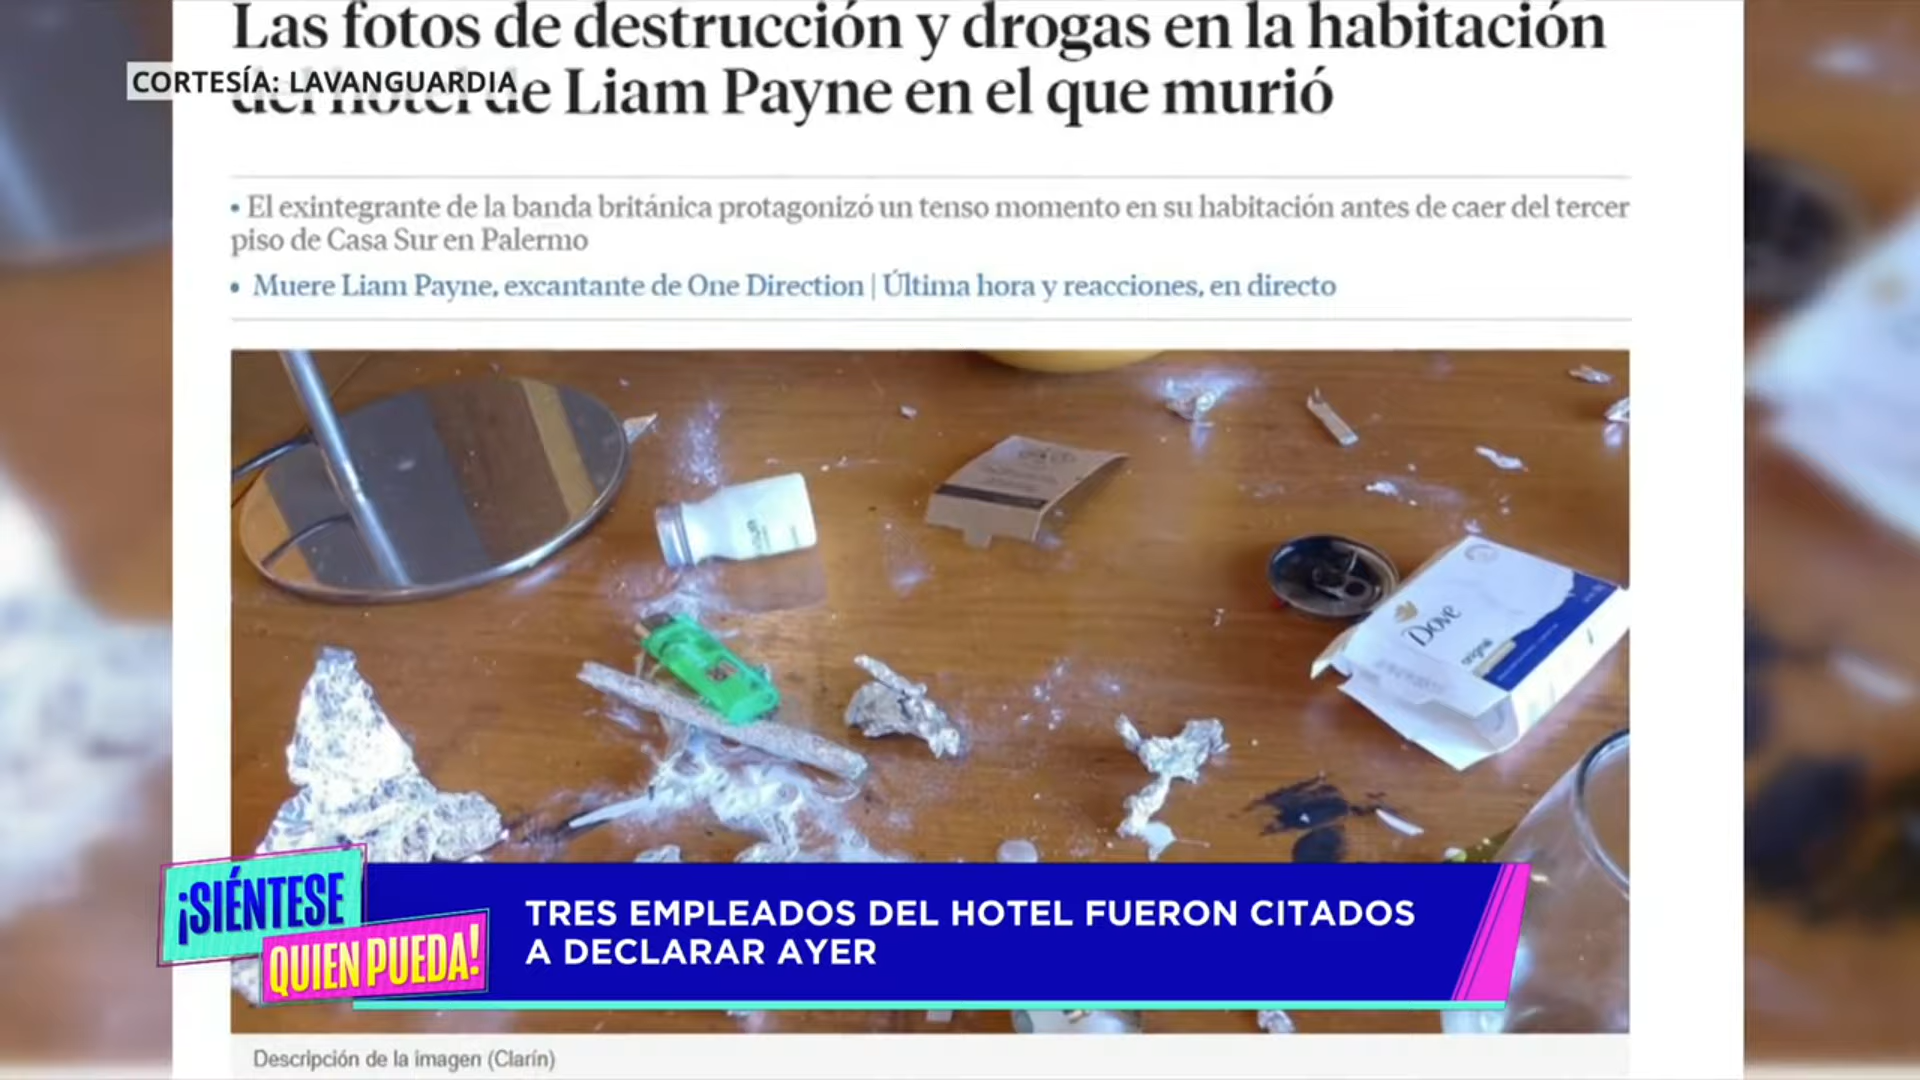 Las fotos de destrucción y drogas en la habitación
CORTESÍA: LAVANGUARDIA
del hotel de Liam Payne en el que murió
• El exintegrante de la banda británica protagonizó un tenso momento en su habitación antes de caer del tercer
piso de Casa Sur en Palermo
• Muere Liam Payne, excantante de One Direction | Última hora y reacciones, en directo
Dove
original
¡SIÉNTESE
QUIEN PUEDA!
TRES EMPLEADOS DEL HOTEL FUERON CITADOS
A DECLARAR AYER
Descripción de la imagen (Clarín)